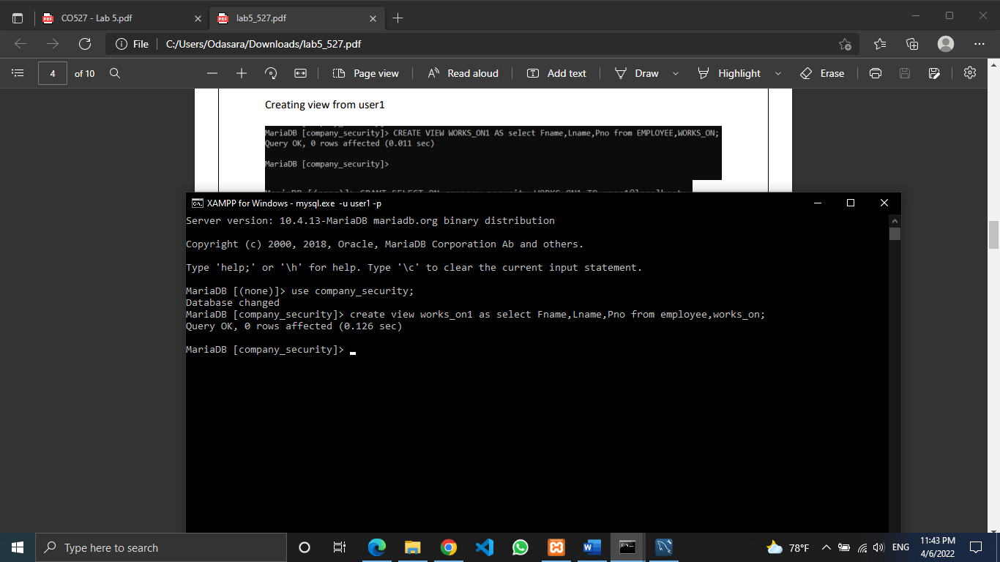 CO527 - Lab 5.pdf
lab5_527.pdf
File
C:/Users/Odasara/Downloads/lab5_527.pdf
4 of 10
Page view
Read aloud
Add text
Draw
Highlight
Erase
Creating view from user1
MariaDB [company_security]> CREATE VIEW WORKS_ON1 AS select Fname,Lname,Pno from EMPLOYEE,WORKS_ON;
Query OK, 0 rows affected (0.011 sec)
MariaDB [company_security]>
XAMPP for Windows - mysql.exe -u user1 -p
Server version: 10.4.13-MariaDB mariadb.org binary distribution
Copyright (c) 2000, 2018, Oracle, MariaDB Corporation Ab and others.
Type 'help;' or '\h' for help. Type '\c' to clear the current input statement.
MariaDB [(none)]> use company_security;
Database changed
MariaDB [company_security]> create view works_on1 as select Fname,Lname,Pno from employee,works_on;
Query OK, 0 rows affected (0.126 sec)
MariaDB [company_security]>
Type here to search
78°F
ENG
11:43 PM
4/6/2022